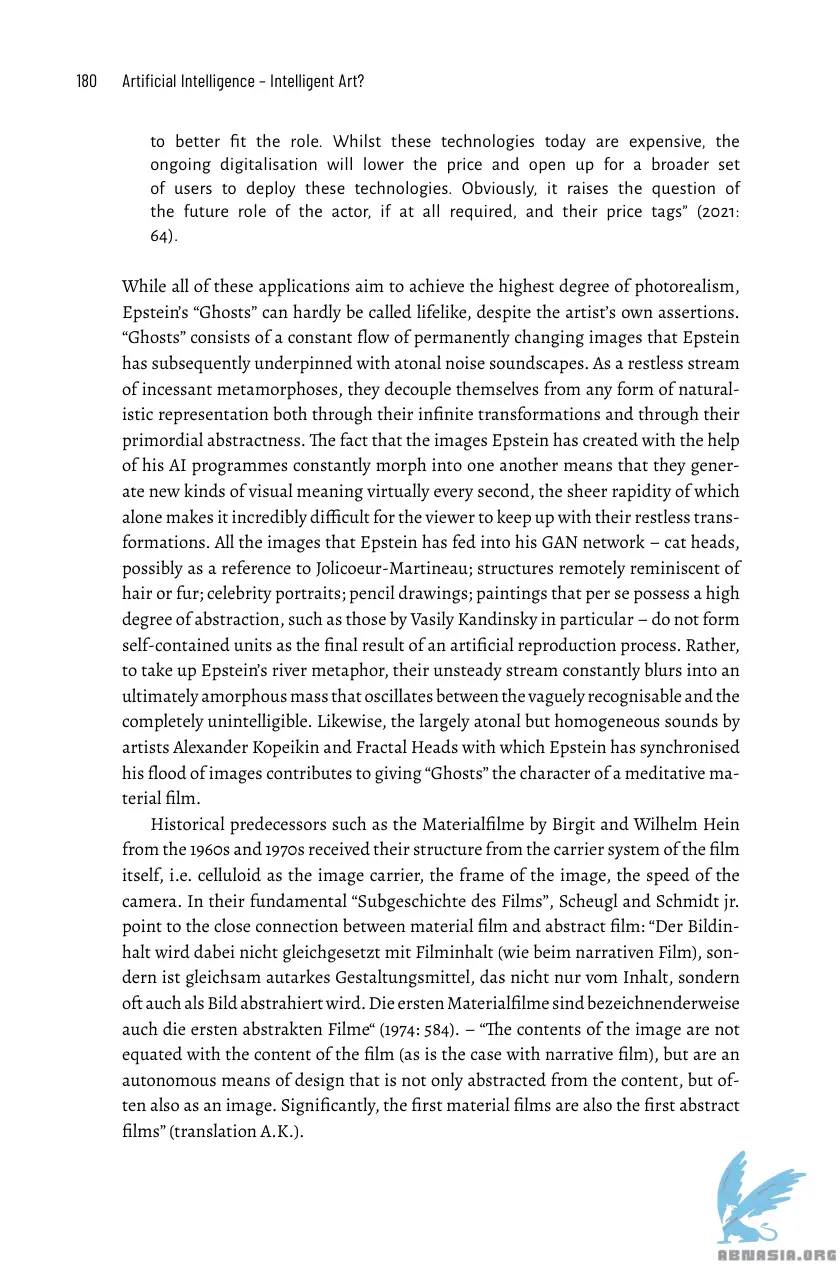 180 Artificial Intelligence – Intelligent Art?
to better fit the role. Whilst these technologies today are expensive, the
ongoing digitalisation will lower the price and open up for a broader set
of users to deploy these technologies. Obviously, it raises the question of
the future role of the actor, if at all required, and their price tags” (2021:
64).
While all of these applications aim to achieve the highest degree of photorealism,
Epstein’s “Ghosts” can hardly be called lifelike, despite the artist’s own assertions.
“Ghosts” consists of a constant flow of permanently changing images that Epstein
has subsequently underpinned with atonal noise soundscapes. As a restless stream
of incessant metamorphoses, they decouple themselves from any form of natural-
istic representation both through their infinite transformations and through their
primordial abstractness. The fact that the images Epstein has created with the help
of his AI programmes constantly morph into one another means that they gener-
ate new kinds of visual meaning virtually every second, the sheer rapidity of which
alone makes it incredibly difficult for the viewer to keep up with their restless trans-
formations. All the images that Epstein has fed into his GAN network – cat heads,
possibly as a reference to Jolicoeur-Martineau; structures remotely reminiscent of
hair or fur; celebrity portraits; pencil drawings; paintings that per se possess a high
degree of abstraction, such as those by Vasily Kandinsky in particular – do not form
self-contained units as the final result of an artificial reproduction process. Rather,
to take up Epstein’s river metaphor, their unsteady stream constantly blurs into an
ultimately amorphous mass that oscillates between the vaguely recognisable and the
completely unintelligible. Likewise, the largely atonal but homogeneous sounds by
artists Alexander Kopeikin and Fractal Heads with which Epstein has synchronised
his flood of images contributes to giving “Ghosts” the character of a meditative ma-
terial film.
Historical predecessors such as the Materialfilme by Birgit and Wilhelm Hein
from the 1960s and 1970s received their structure from the carrier system of the film
itself, i.e. celluloid as the image carrier, the frame of the image, the speed of the
camera. In their fundamental “Subgeschichte des Films”, Scheugl and Schmidt jr.
point to the close connection between material film and abstract film: “Der Bildin-
halt wird dabei nicht gleichgesetzt mit Filminhalt (wie beim narrativen Film), son-
dern ist gleichsam autarkes Gestaltungsmittel, das nicht nur vom Inhalt, sondern
oft auch als Bild abstrahiert wird. Die ersten Materialfilme sind bezeichnenderweise
auch die ersten abstrakten Filme“ (1974: 584). – “The contents of the image are not
equated with the content of the film (as is the case with narrative film), but are an
autonomous means of design that is not only abstracted from the content, but of-
ten also as an image. Significantly, the first material films are also the first abstract
films” (translation A.K.).
ABNASIA.ORG